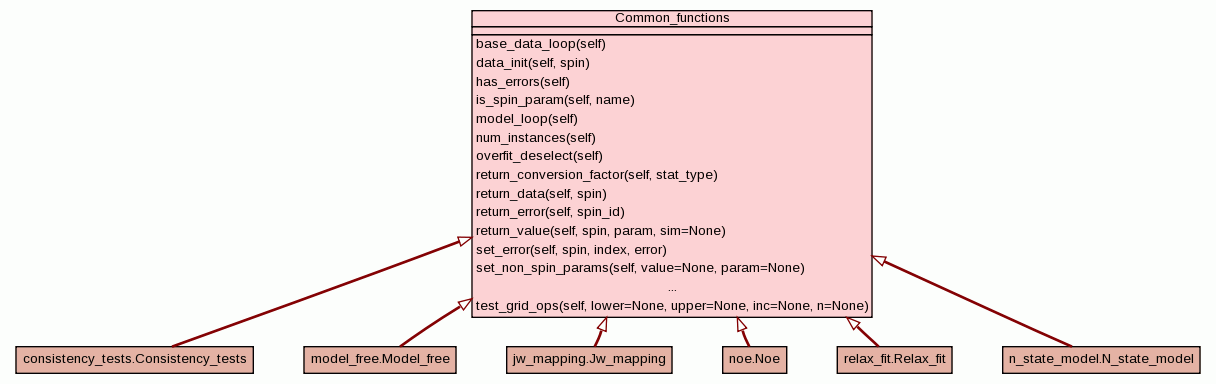 Common_functions
base_data_loop(self)
data_init(self, spin)
has_errors(self)
is_spin_param(self, name)
model_loop(self)
num_instances(self)
overfit_deselect(self)
return_conversion_factor(self, stat_type)
return_data(self, spin)
return_error(self, spin_id)
return_value(self, spin, param, sim=None)
set_error(self, spin, index, error)
set_non_spin_params(self, value=None, param=None)
...
test_grid_ops(self, lower=None, upper=None, inc=None, n=None)
consistency_tests.Consistency_tests
model_free.Model_free
jw_mapping.Jw_mapping
noe.Noe
relax_fit.Relax_fit
n_state_model.N_state_model